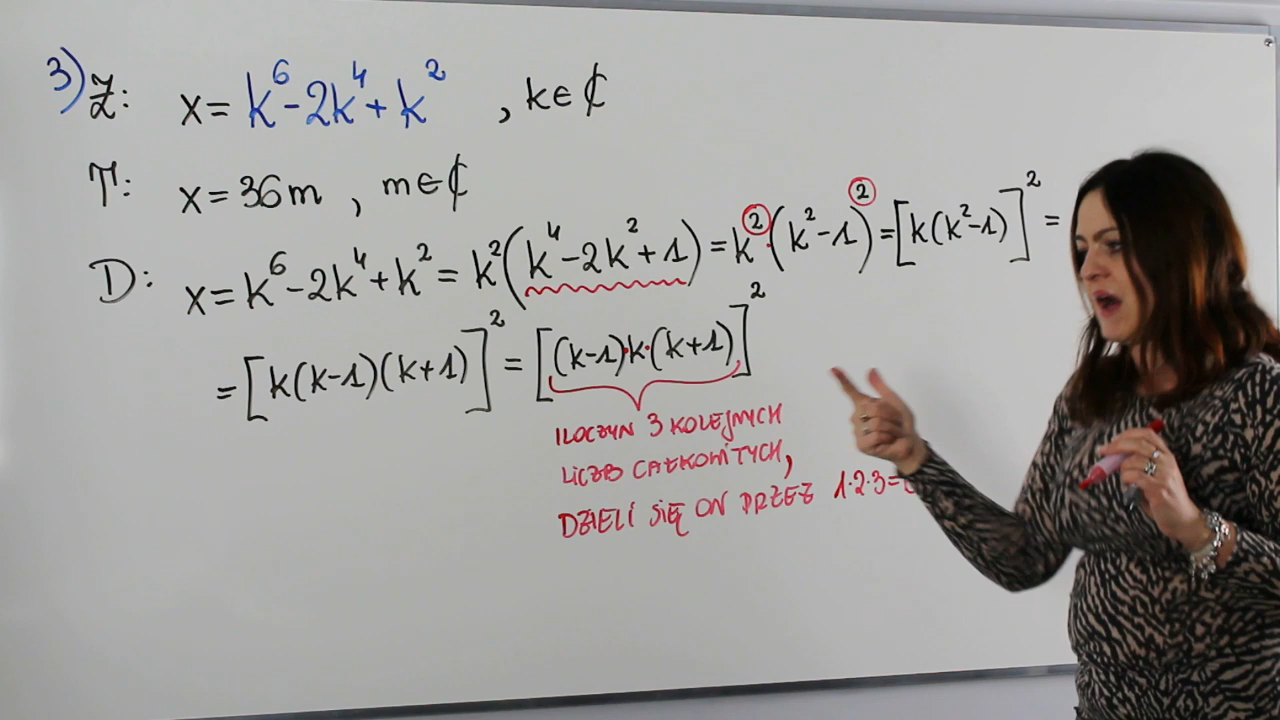 3) Z: x = k⁶-2k⁴+k² , k∈ℂ
T: x = 36m , m∈ℂ
D: x = k⁶-2k⁴+k² = k²(k⁴-2k²+1) = k²·(k²-1)² = [k(k²-1)]² =
= [k(k-1)(k+1)]² = [(k-1)·k·(k+1)]²
ILOCZYN 3 KOLEJNYCH
LICZB CAŁKOWITYCH,
DZIELI SIĘ ON PRZEZ 1·2·3=